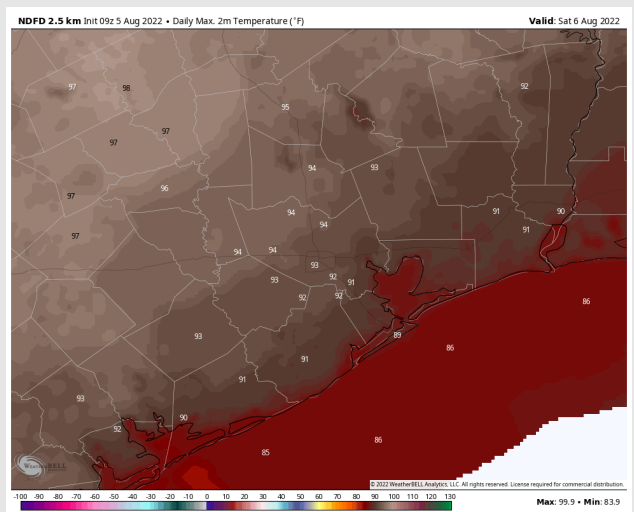 NDFD 2.5 km Init 09z 5 Aug 2022 • Daily Max. 2m Temperature (°F)
Valid: Sat 6 Aug 2022
97 98 92
95
97 97
94 93
96
97 94 91 90
94 91
97 94 94
93
93 92 91
92 92 86
93 89
86
91
91
93
90
92
86
85
WeatherBELL
© 2022 WeatherBELL Analytics, LLC. All rights reserved. License required for commercial distribution.
-100 -90 -80 -70 -60 -50 -40 -30 -20 -10 0 10 20 30 40 50 60 70 80 90 100 110 120 130
Max: 99.9 • Min: 83.9